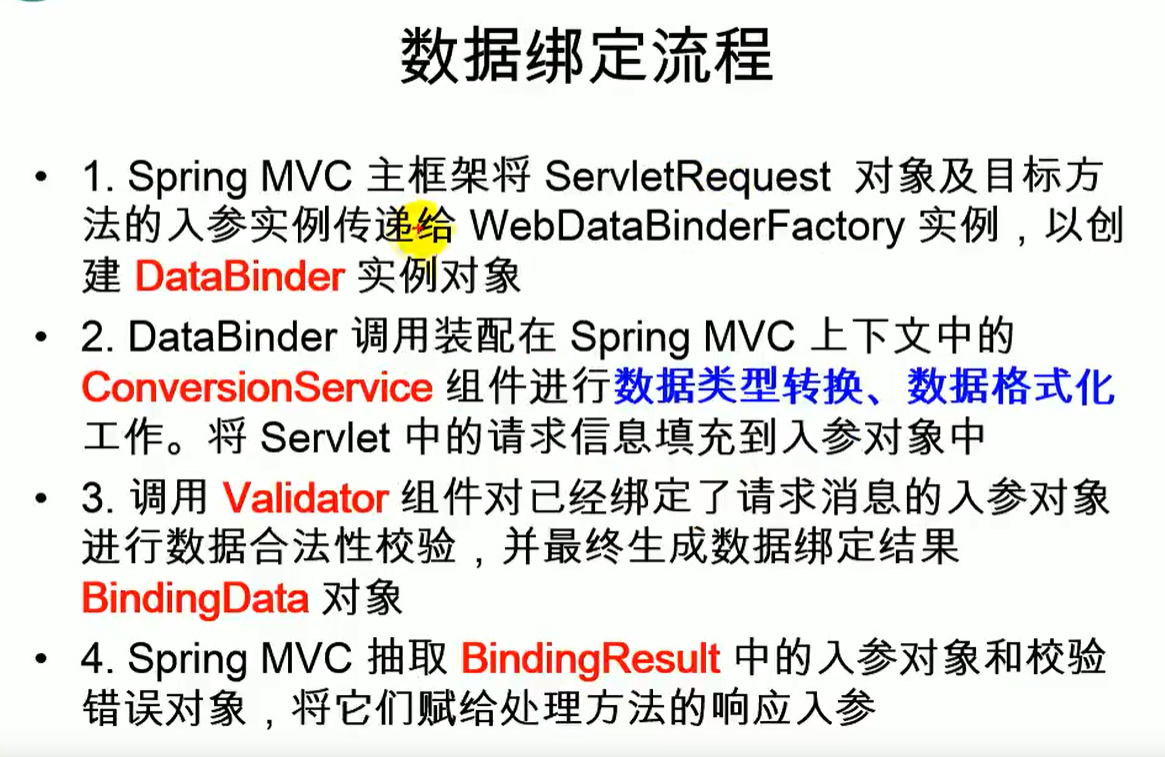 数据绑定流程
• 1. Spring MVC 主框架将 ServletRequest 对象及目标方
法的入参实例传递给 WebDataBinderFactory 实例，以创
建 DataBinder 实例对象
• 2. DataBinder 调用装配在 Spring MVC 上下文中的
ConversionService 组件进行数据类型转换、数据格式化
工作。将 Servlet 中的请求信息填充到入参对象中
• 3. 调用 Validator 组件对已经绑定了请求消息的入参对象
进行数据合法性校验，并最终生成数据绑定结果
BindingData 对象
• 4. Spring MVC 抽取 BindingResult 中的入参对象和校验
错误对象，将它们赋给处理方法的响应入参